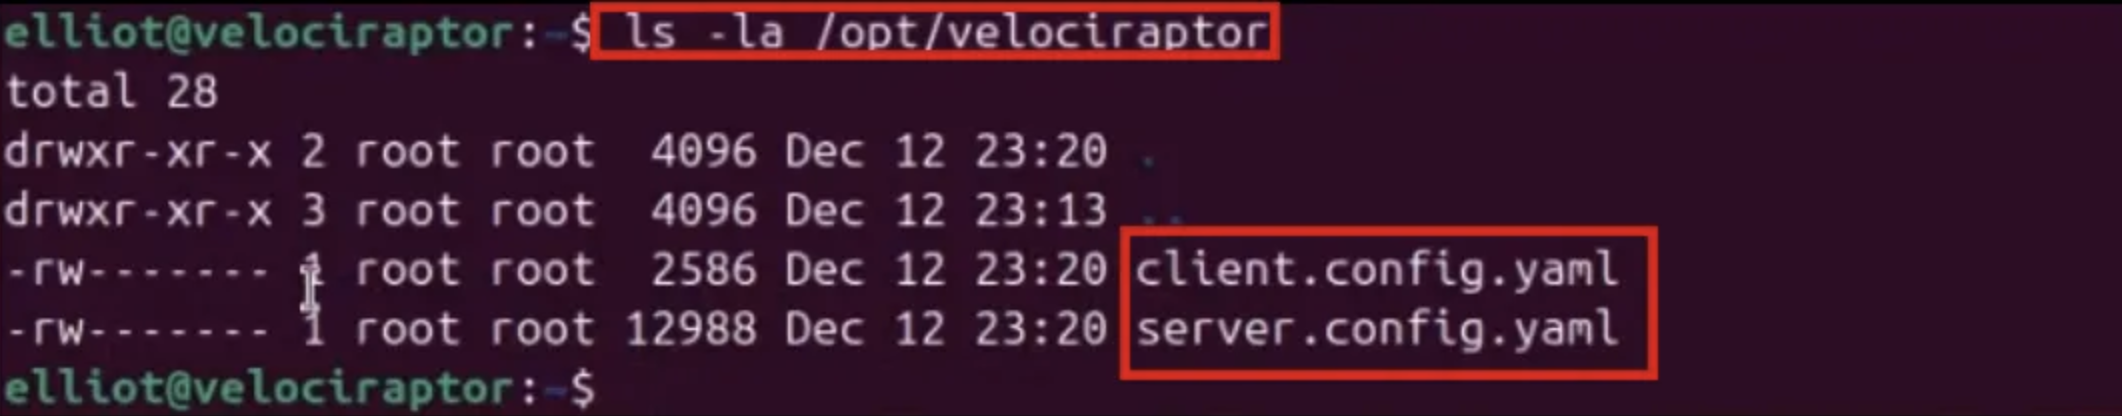 elliot@velociraptor:~$ ls -la /opt/velociraptor
total 28
drwxr-xr-x 2 root root  4096 Dec 12 23:20 .
drwxr-xr-x 3 root root  4096 Dec 12 23:13 ..
-rw------- 1 root root  2586 Dec 12 23:20 client.config.yaml
-rw------- 1 root root 12988 Dec 12 23:20 server.config.yaml
elliot@velociraptor:~$